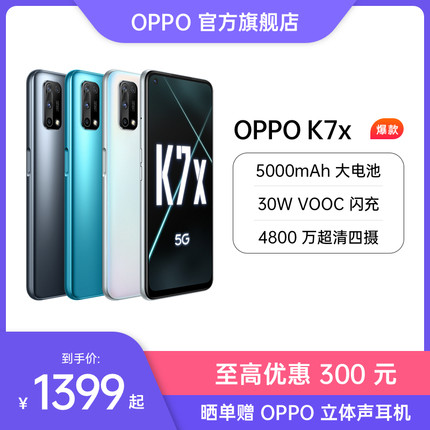 OPPO 官方旗舰店
OPPO K7x
爆款
5000mAh 大电池
30W VOOC 闪充
4800 万超清四摄
K7x
5G
到手价:
¥1399起
至高优惠 300 元
晒单赠 OPPO 立体声耳机